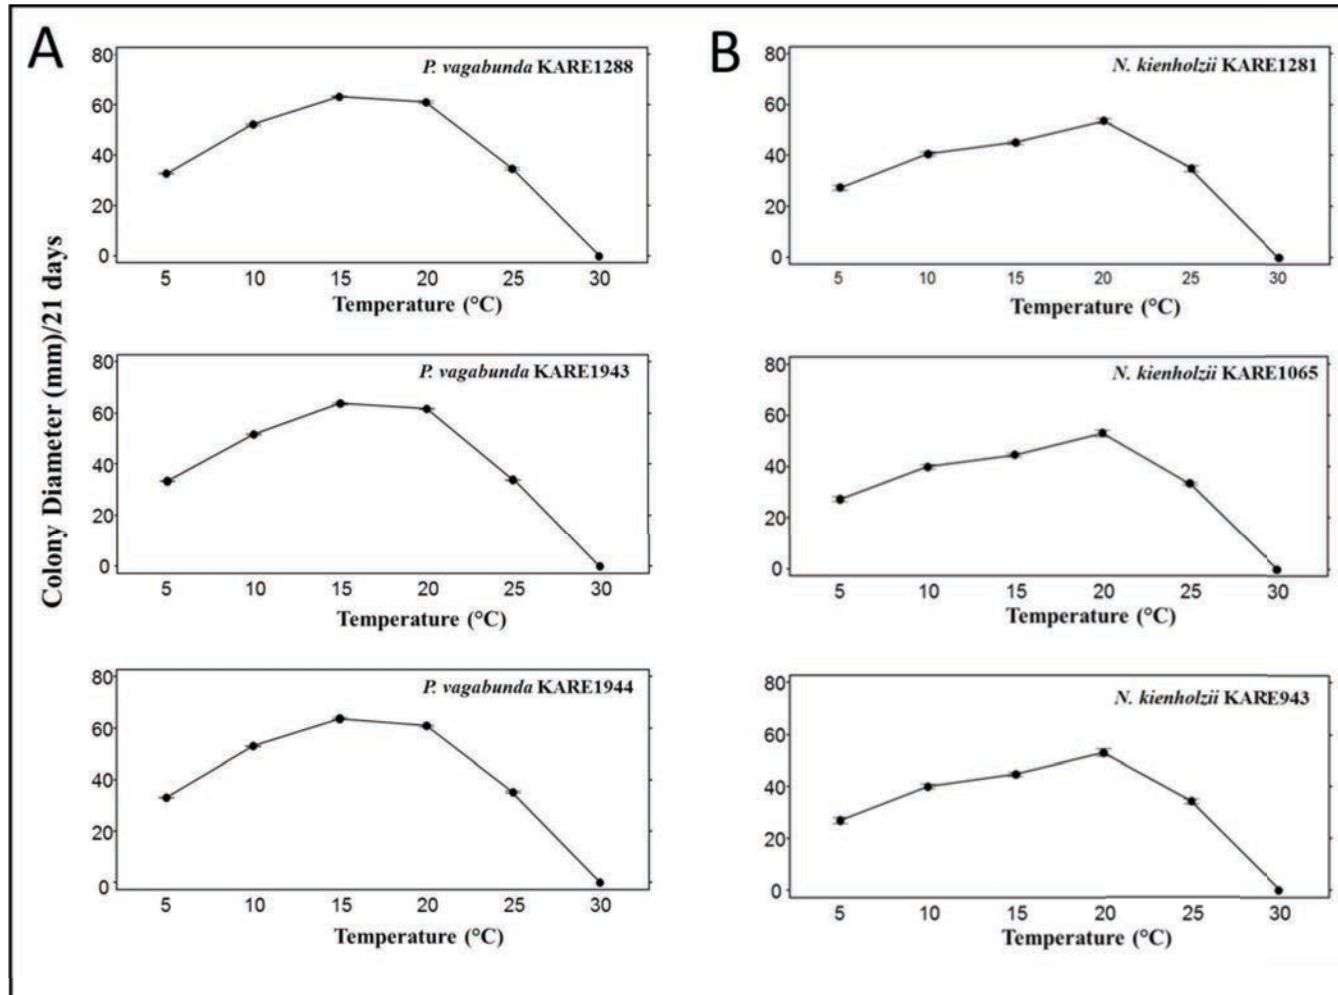 A
B
Colony Diameter (mm)/21 days
P. vagabunda KARE1288
80
60
40
20
0
5 10 15 20 25 30
Temperature (°C)
N. kienholzii KARE1281
80
60
40
20
0
5 10 15 20 25 30
Temperature (°C)
P. vagabunda KARE1943
80
60
40
20
0
5 10 15 20 25 30
Temperature (°C)
N. kienholzii KARE1065
80
60
40
20
0
5 10 15 20 25 30
Temperature (°C)
P. vagabunda KARE1944
80
60
40
20
0
5 10 15 20 25 30
Temperature (°C)
N. kienholzii KARE943
80
60
40
20
0
5 10 15 20 25 30
Temperature (°C)